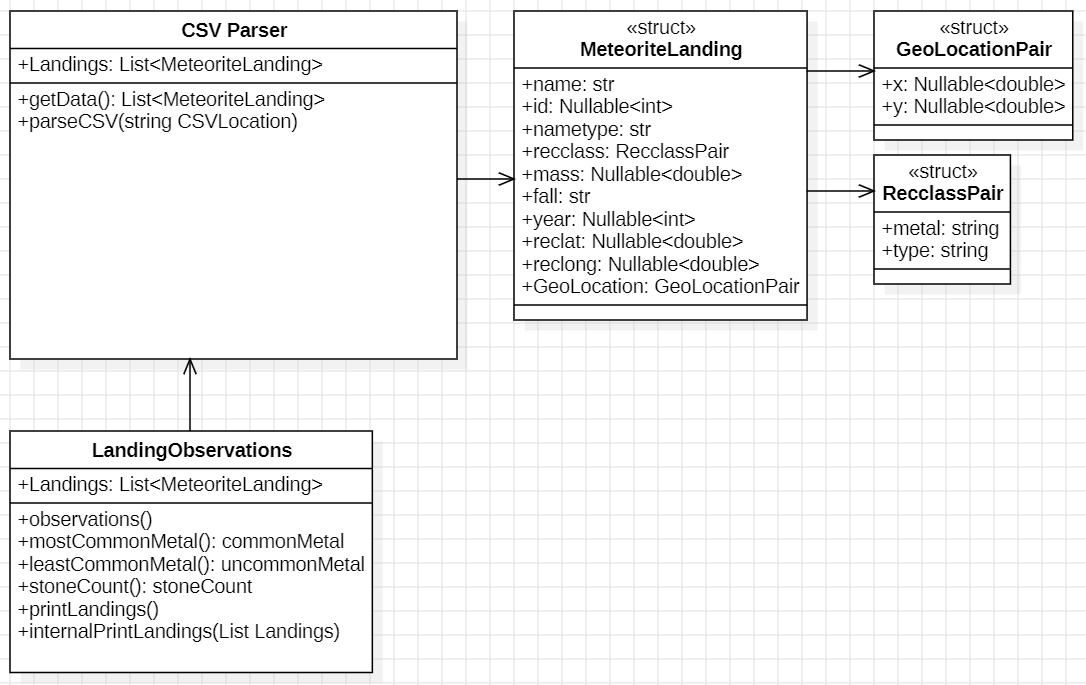 CSV Parser
+Landings: List<MeteoriteLanding>
+getData(): List<MeteoriteLanding>
+parseCSV(string CSVLocation)
«struct»
MeteoriteLanding
+name: str
+id: Nullable<int>
+nametype: str
+recclass: RecclassPair
+mass: Nullable<double>
+fall: str
+year: Nullable<int>
+reclat: Nullable<double>
+reclong: Nullable<double>
+GeoLocation: GeoLocationPair
«struct»
GeoLocationPair
+x: Nullable<double>
+y: Nullable<double>
«struct»
RecclassPair
+metal: string
+type: string
LandingObservations
+Landings: List<MeteoriteLanding>
+observations()
+mostCommonMetal(): commonMetal
+leastCommonMetal(): uncommonMetal
+stoneCount(): stoneCount
+printLandings()
+internalPrintLandings(List Landings)